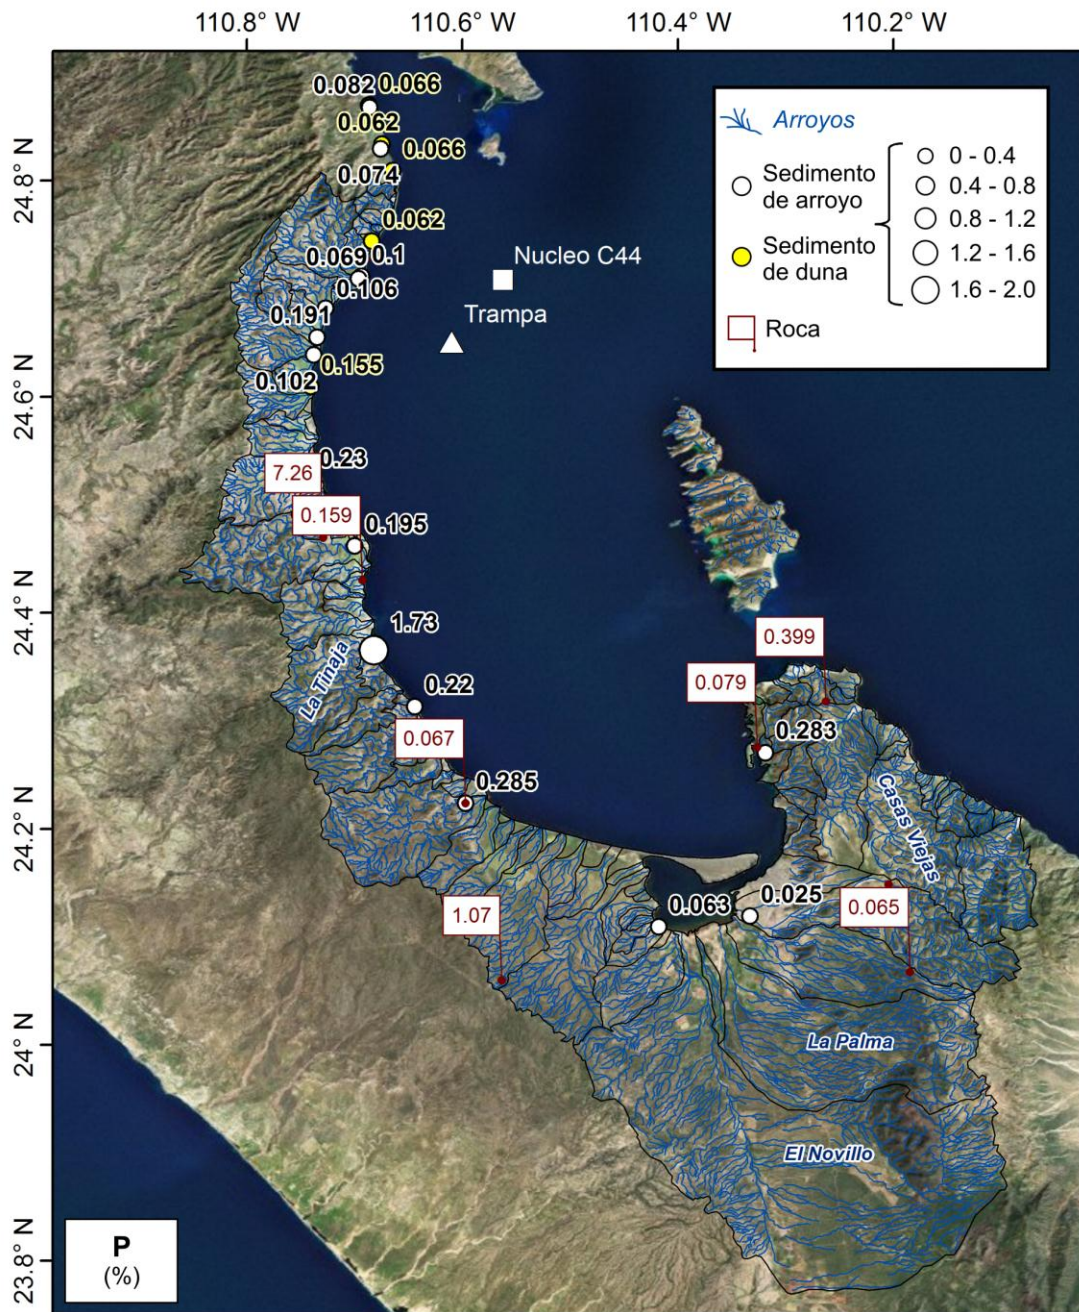 110.8° W
110.6° W
110.4° W
110.2° W
24.8° N
24.6° N
24.4° N
24.2° N
24° N
23.8° N
Arroyos
Sedimento
de arroyo
Sedimento
de duna
Roca
0 - 0.4
0.4 - 0.8
0.8 - 1.2
1.2 - 1.6
1.6 - 2.0
0.082
0.066
0.062
0.066
0.074
0.062
0.1
0.069
0.106
0.191
0.155
0.102
Nucleo C44
Trampa
0.23
7.26
0.159
0.195
1.73
La Tinaja
0.22
0.067
0.285
0.399
0.079
0.283
Casas Viejas
0.025
0.063
0.065
1.07
La Palma
El Novillo
P
(%)